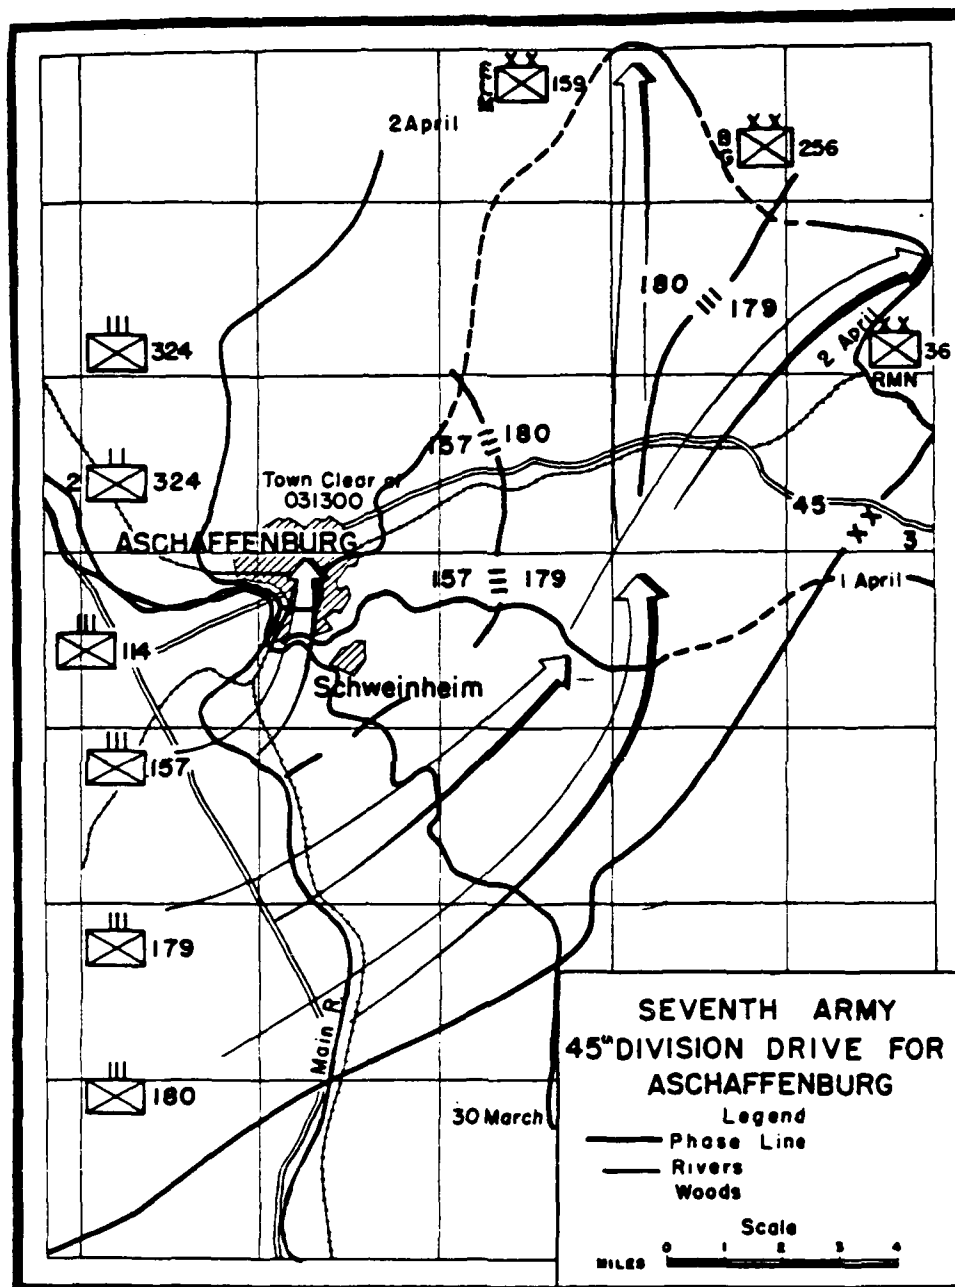 159
2 April
256
BG
180
179
2 April
324
36
RMN
157
180
2
324
Town Clear of
031300
45
ASCHAFFENBURG
3
157
179
1 April
114
Schweinheim
157
179
Main R.
180
30 March
SEVENTH ARMY
45th DIVISION DRIVE FOR
ASCHAFFENBURG
Legend
Phase Line
Rivers
Woods
Scale
MILES 0 1 2 3 4